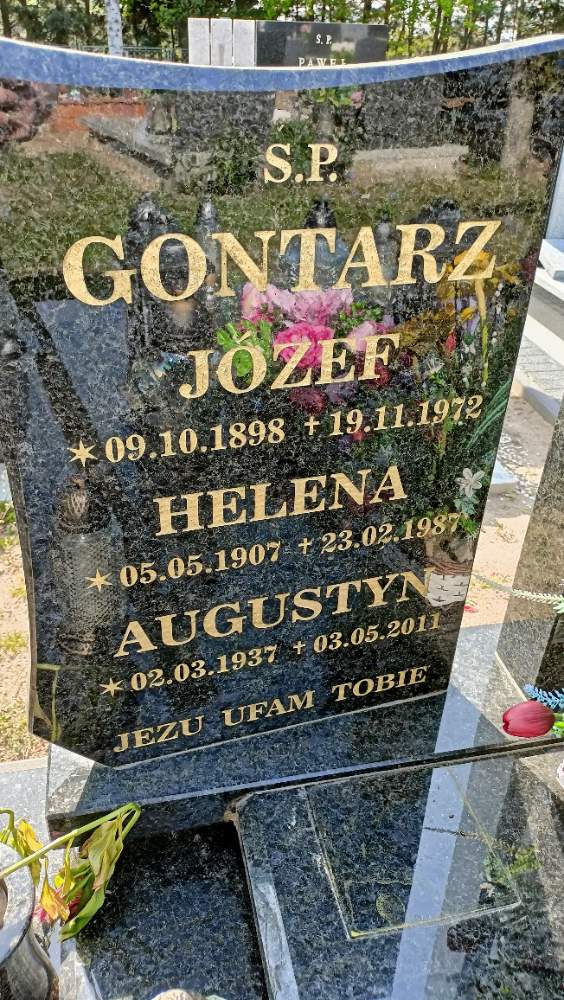 S.P.
PAWEŁ
S.P.
GONTARZ
JÓZEF
✶ 09.10.1898 † 19.11.1972
HELENA
✶ 05.05.1907 † 23.02.1987
AUGUSTYN
✶ 02.03.1937 † 03.05.2011
JEZU UFAM TOBIE